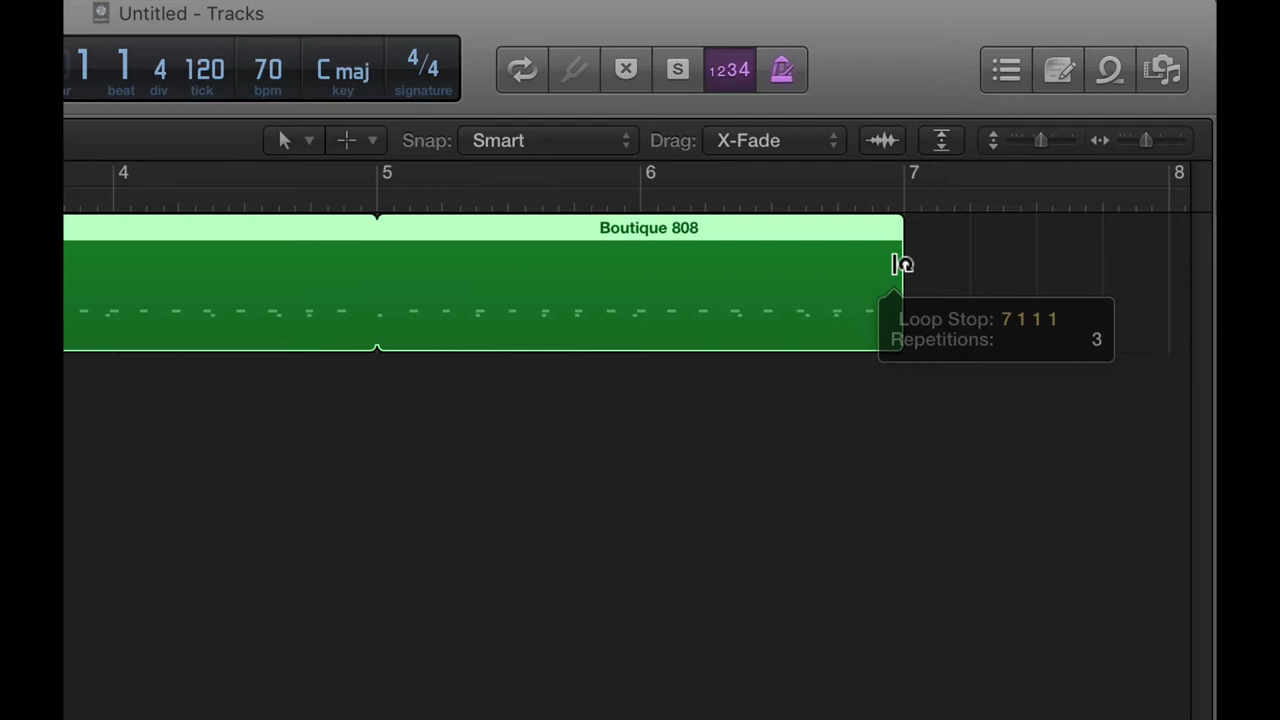 Untitled - Tracks
1 1 4 120 70 C maj 4/4
beat div tick bpm key signature
1234
S
Snap: Smart Drag: X-Fade
4 5 6 7 8
Boutique 808
Loop Stop: 7 1 1 1
Repetitions: 3